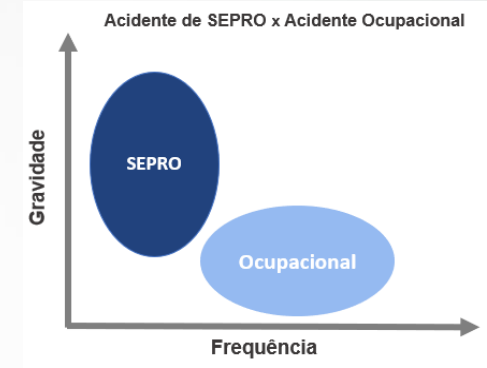 Acidente de SEPRO x Acidente Ocupacional
Gravidade
SEPRO
Ocupacional
Frequência